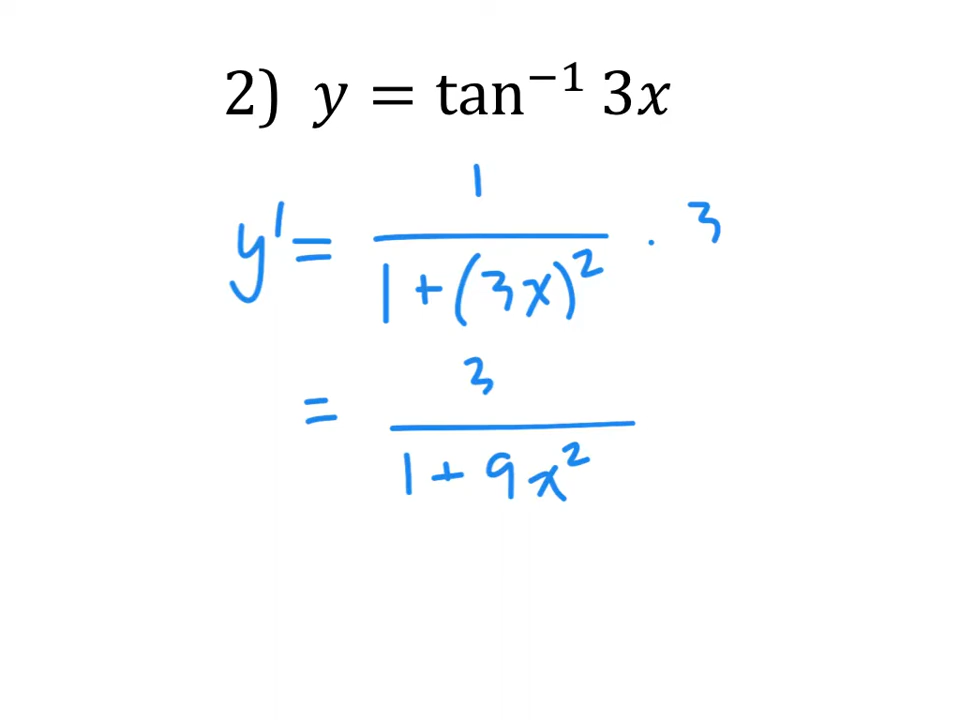 2) y = tan⁻¹ 3x
y' = 1/(1+(3x)²) · 3
= 3/(1+9x²)